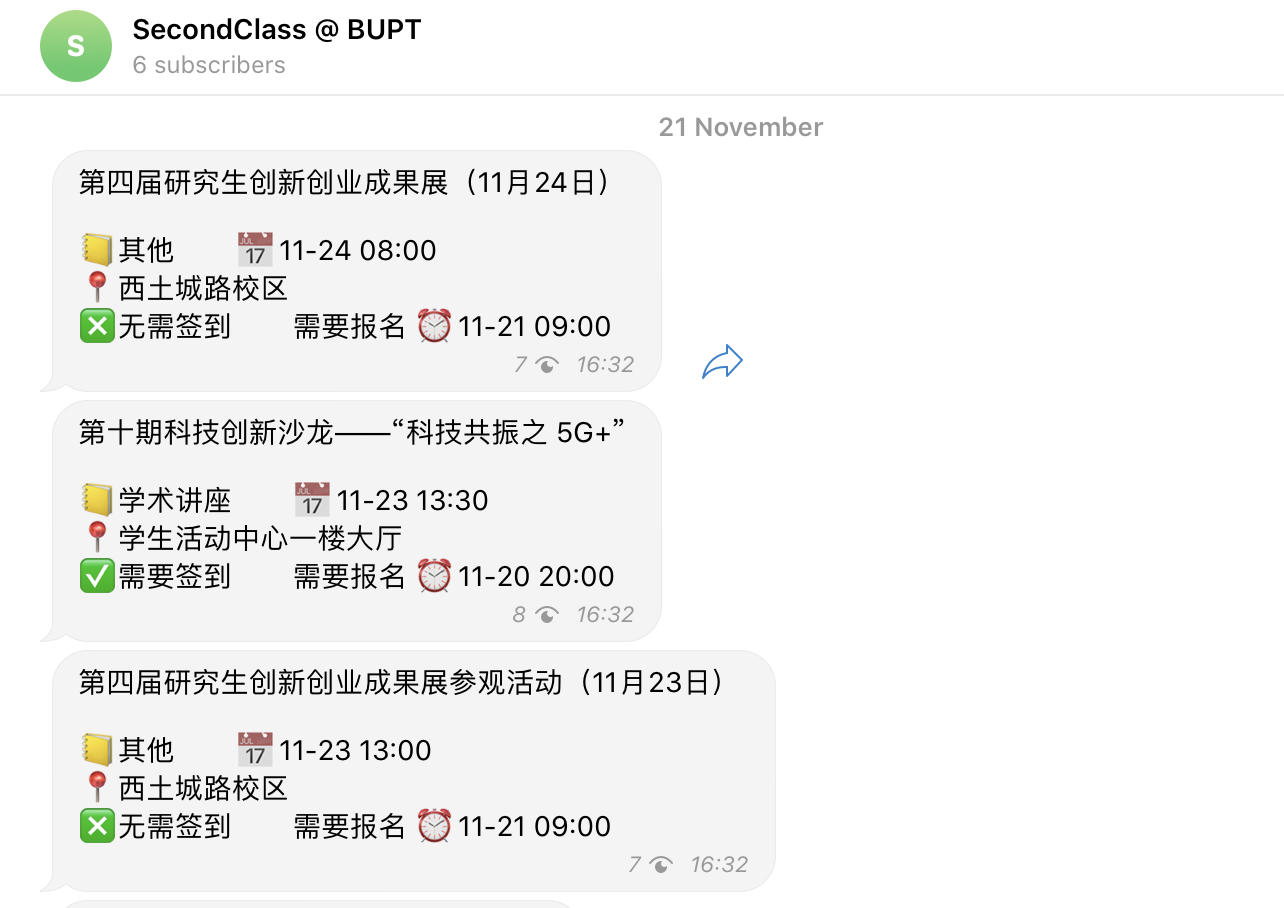 S
SecondClass @ BUPT
6 subscribers
21 November
第四届研究生创新创业成果展（11月24日）
📒其他 📅11-24 08:00
📍西土城路校区
❎无需签到 需要报名 ⏰11-21 09:00
7 16:32
第十期科技创新沙龙——“科技共振之 5G+”
📒学术讲座 📅11-23 13:30
📍学生活动中心一楼大厅
✅需要签到 需要报名 ⏰11-20 20:00
8 16:32
第四届研究生创新创业成果展参观活动（11月23日）
📒其他 📅11-23 13:00
📍西土城路校区
❎无需签到 需要报名 ⏰11-21 09:00
7 16:32